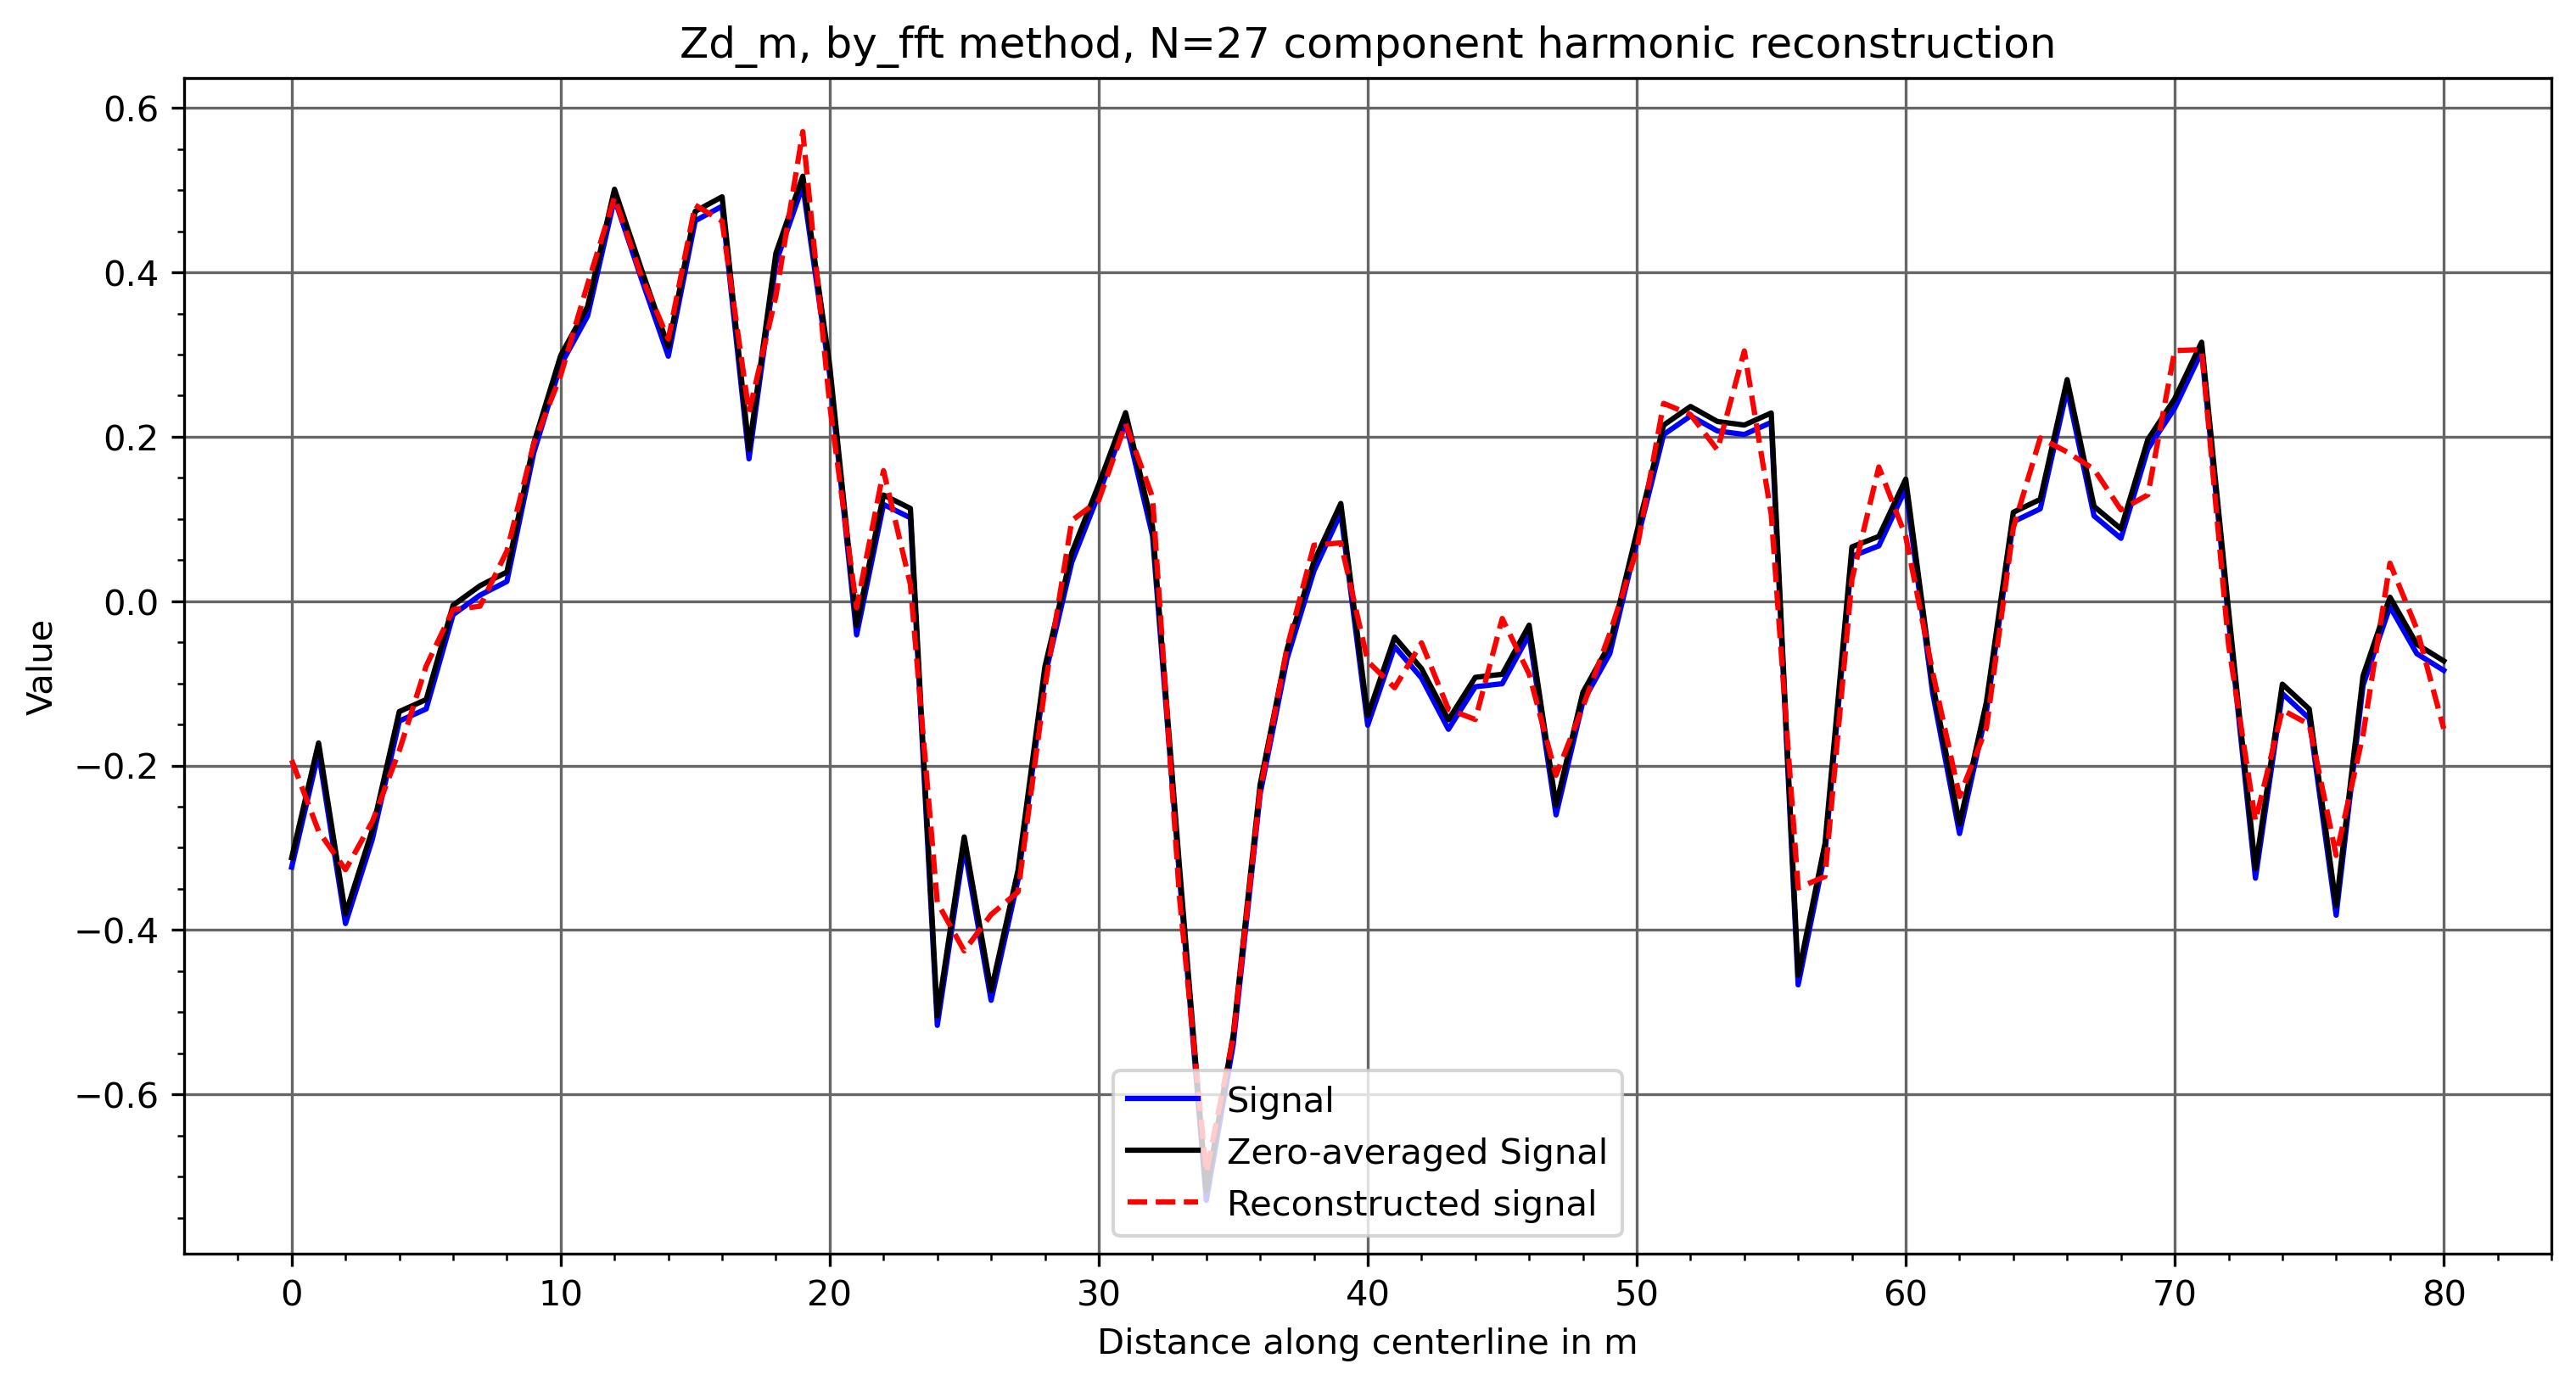 Zd_m, by_fft method, N=27 component harmonic reconstruction
0.6
0.4
0.2
0.0
−0.2
−0.4
−0.6
Value
Signal
Zero-averaged Signal
Reconstructed signal
0 10 20 30 40 50 60 70 80
Distance along centerline in m